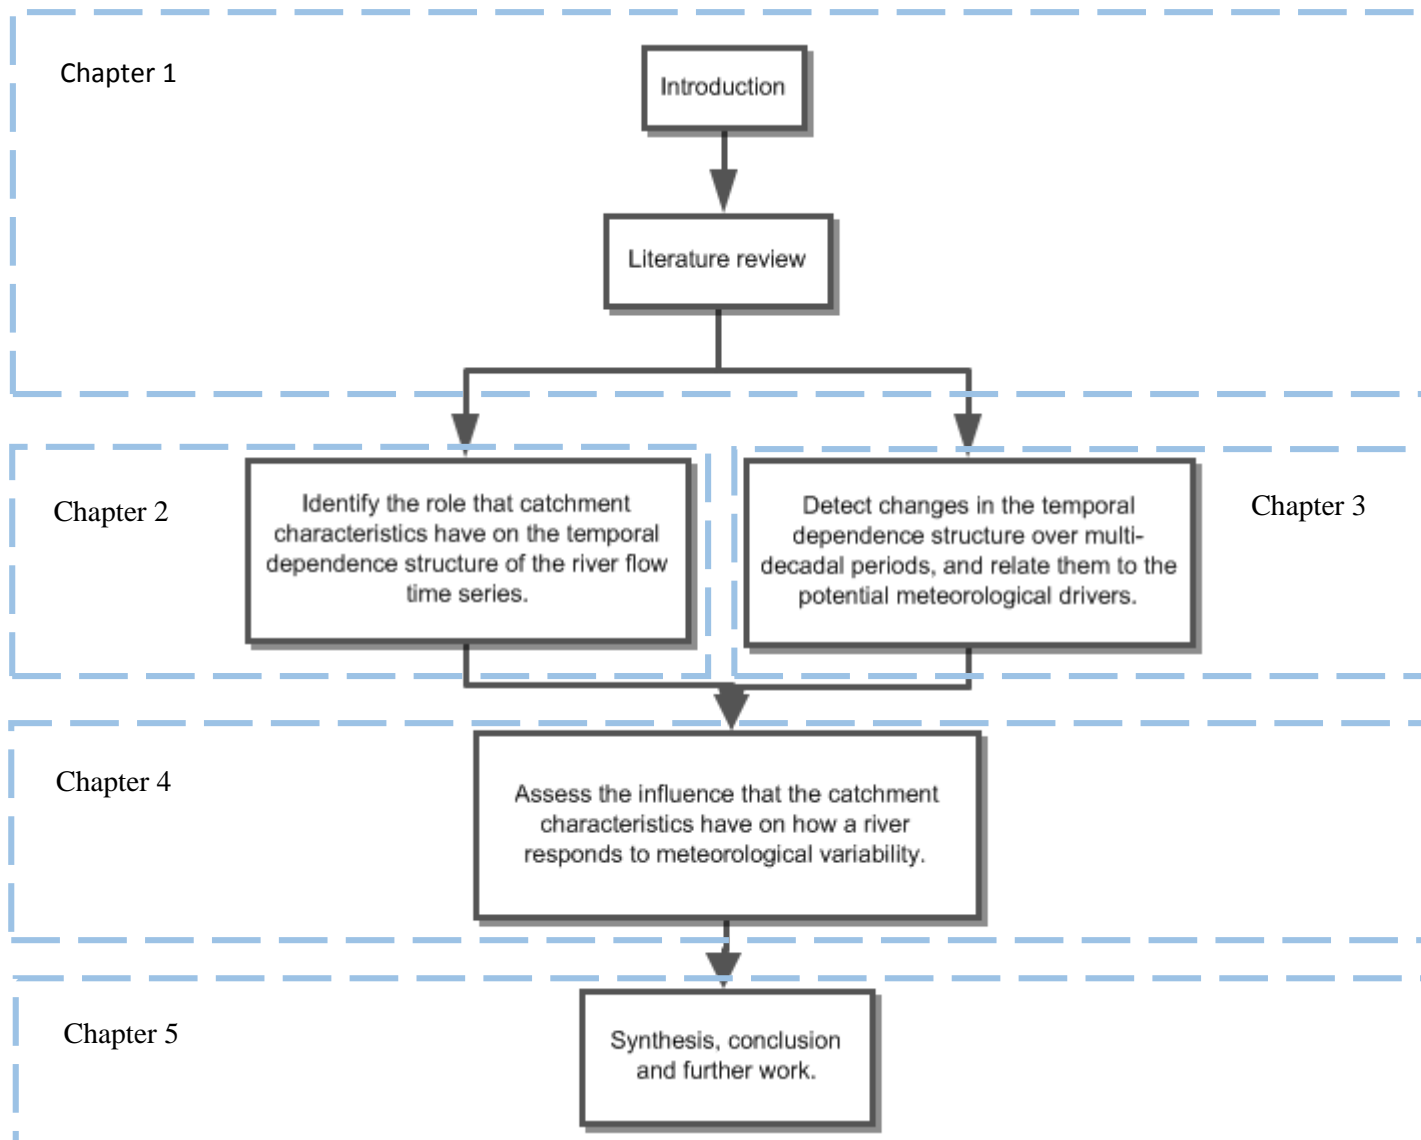 Chapter 1
Introduction
Literature review
Chapter 2
Identify the role that catchment
characteristics have on the temporal
dependence structure of the river flow
time series.
Detect changes in the temporal
dependence structure over multi-
decadal periods, and relate them to the
potential meteorological drivers.
Chapter 3
Chapter 4
Assess the influence that the catchment
characteristics have on how a river
responds to meteorological variability.
Chapter 5
Synthesis, conclusion
and further work.